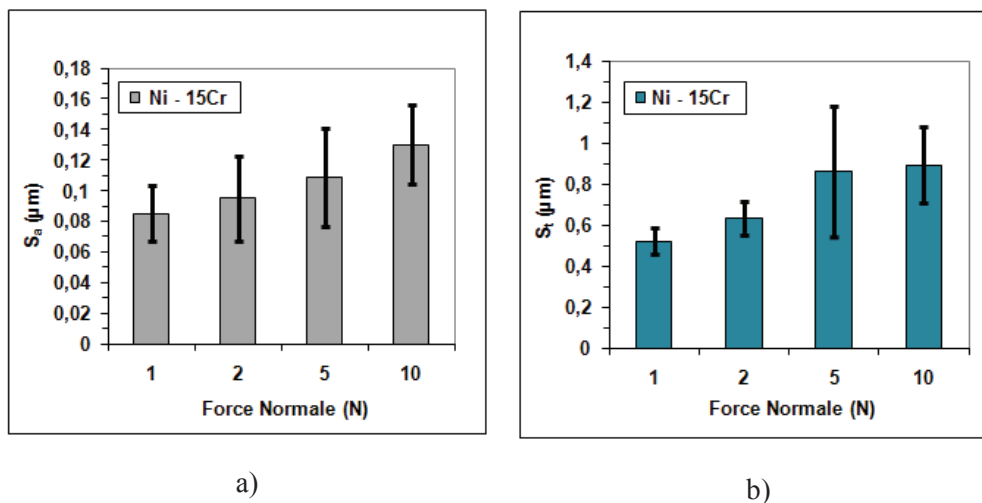 0,18
0,16
0,14
0,12
0,1
0,08
0,06
0,04
0,02
0
Sa (µm)
Ni - 15Cr
1 2 5 10
Force Normale (N)
a)
1,4
1,2
1
0,8
0,6
0,4
0,2
0
St (µm)
Ni - 15Cr
1 2 5 10
Force Normale (N)
b)